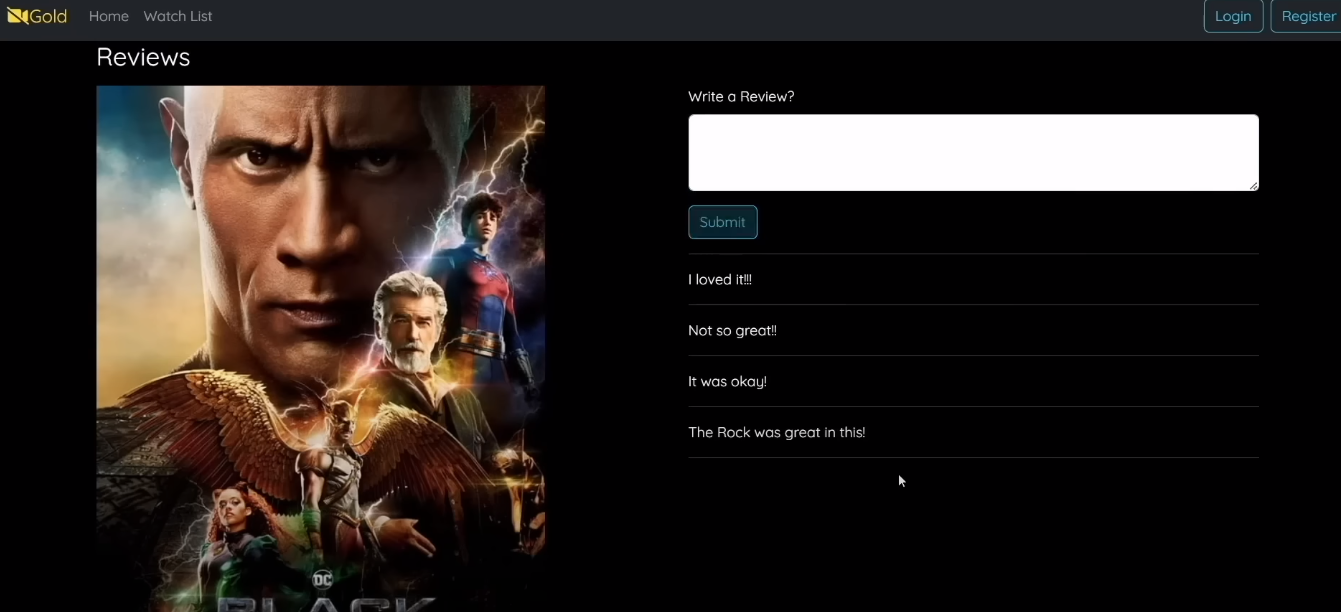 Gold Home Watch List Login Register
Reviews
Write a Review?
Submit
I loved it!!!
Not so great!!
It was okay!
The Rock was great in this!
DC
BLACK